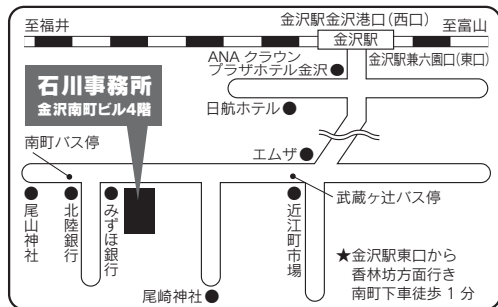 至福井
金沢駅金沢港口(西口)
至富山
金沢駅
ANAクラウン
プラザホテル金沢
金沢駅兼六園口(東口)
石川事務所
金沢南町ビル4階
日航ホテル
南町バス停
エムザ
武蔵ヶ辻バス停
尾山神社
北陸銀行
みずほ銀行
近江町市場
尾崎神社
★金沢駅東口から
香林坊方面行き
南町下車徒歩1分